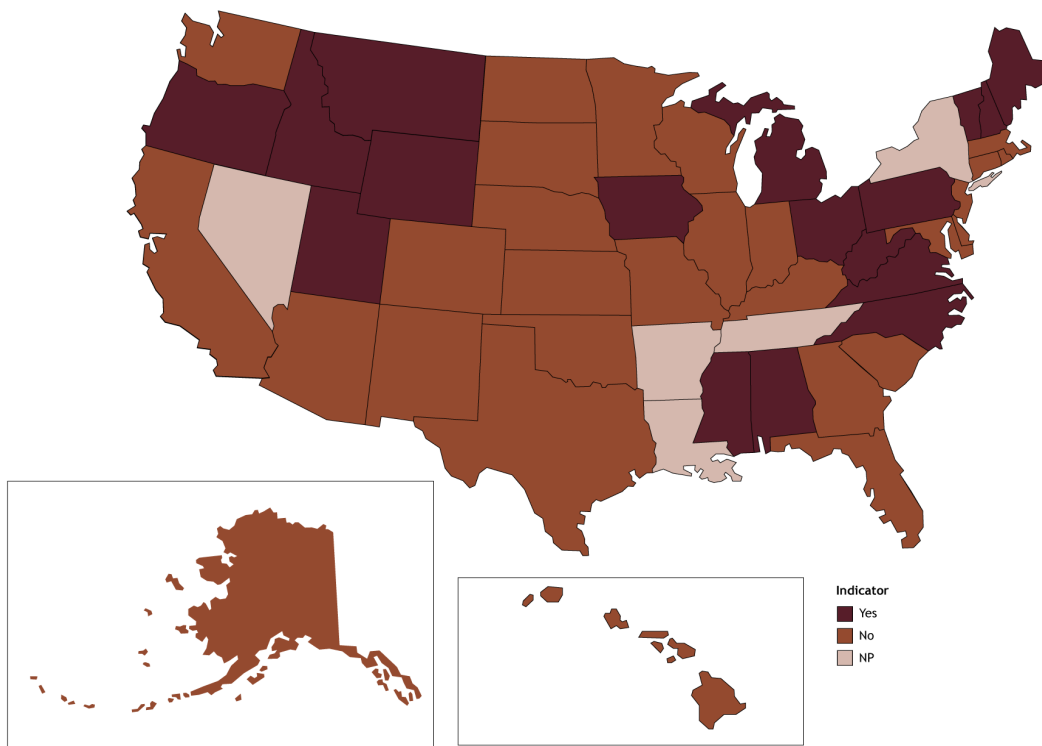 Indicator
Yes
No
NP